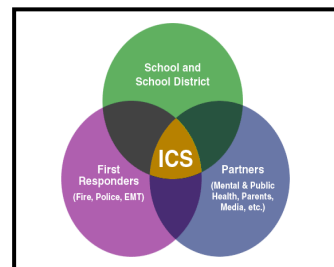 School and
School District
ICS
First
Responders
(Fire, Police, EMT)
Partners
(Mental & Public
Health, Parents,
Media, etc.)